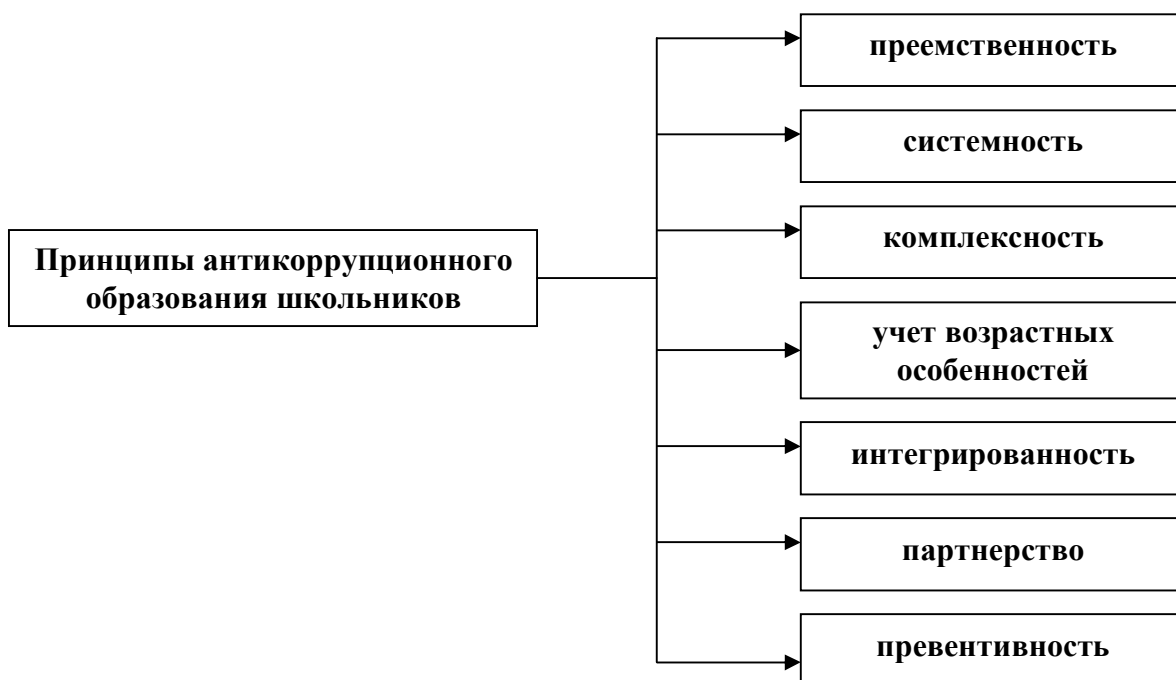 преемственность
системность
комплексность
Принципы антикоррупционного
образования школьников
учет возрастных
особенностей
интегрированность
партнерство
превентивность